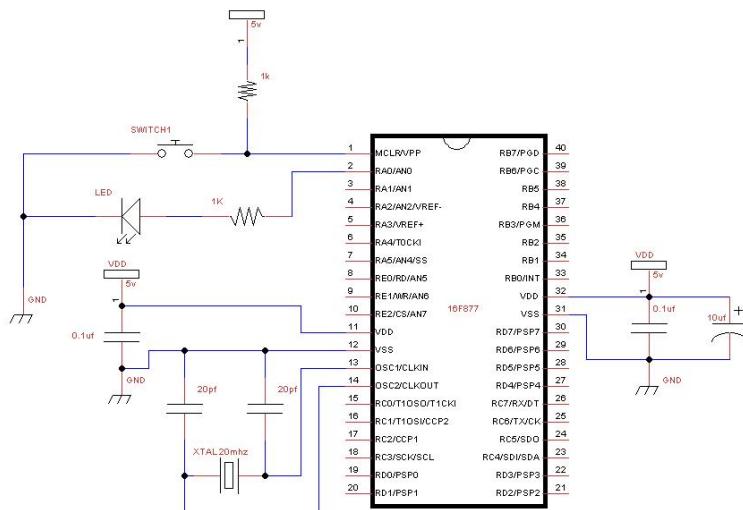 5v
1
1k
SWITCH1
LED
1K
GND
VDD
5v
1
0.1uf
GND
20pf
20pf
XTAL20mhz
1 MCLR/VPP RB7/PGD 40
2 RA0/AN0 RB6/PGC 39
3 RA1/AN1 RB5 38
4 RA2/AN2/VREF- RB4 37
5 RA3/VREF+ RB3/PGM 36
6 RA4/T0CKI RB2 35
7 RA5/AN4/SS RB1 34
8 RE0/RD/AN5 RB0/INT 33
9 RE1/WR/AN6 VDD 32
10 RE2/CS/AN7 VSS 31
16F877
11 VDD RD7/PSP7 30
12 VSS RD6/PSP6 29
13 OSC1/CLKIN RD5/PSP5 28
14 OSC2/CLKOUT RD4/PSP4 27
15 RC0/T1OSO/T1CKI RC7/RX/DT 26
16 RC1/T1OSI/CCP2 RC6/TX/CK 25
17 RC2/CCP1 RC5/SDO 24
18 RC3/SCK/SCL RC4/SDI/SDA 23
19 RD0/PSP0 RD3/PSP3 22
20 RD1/PSP1 RD2/PSP2 21
VDD
5v
1
0.1uf
+
10uf
GND